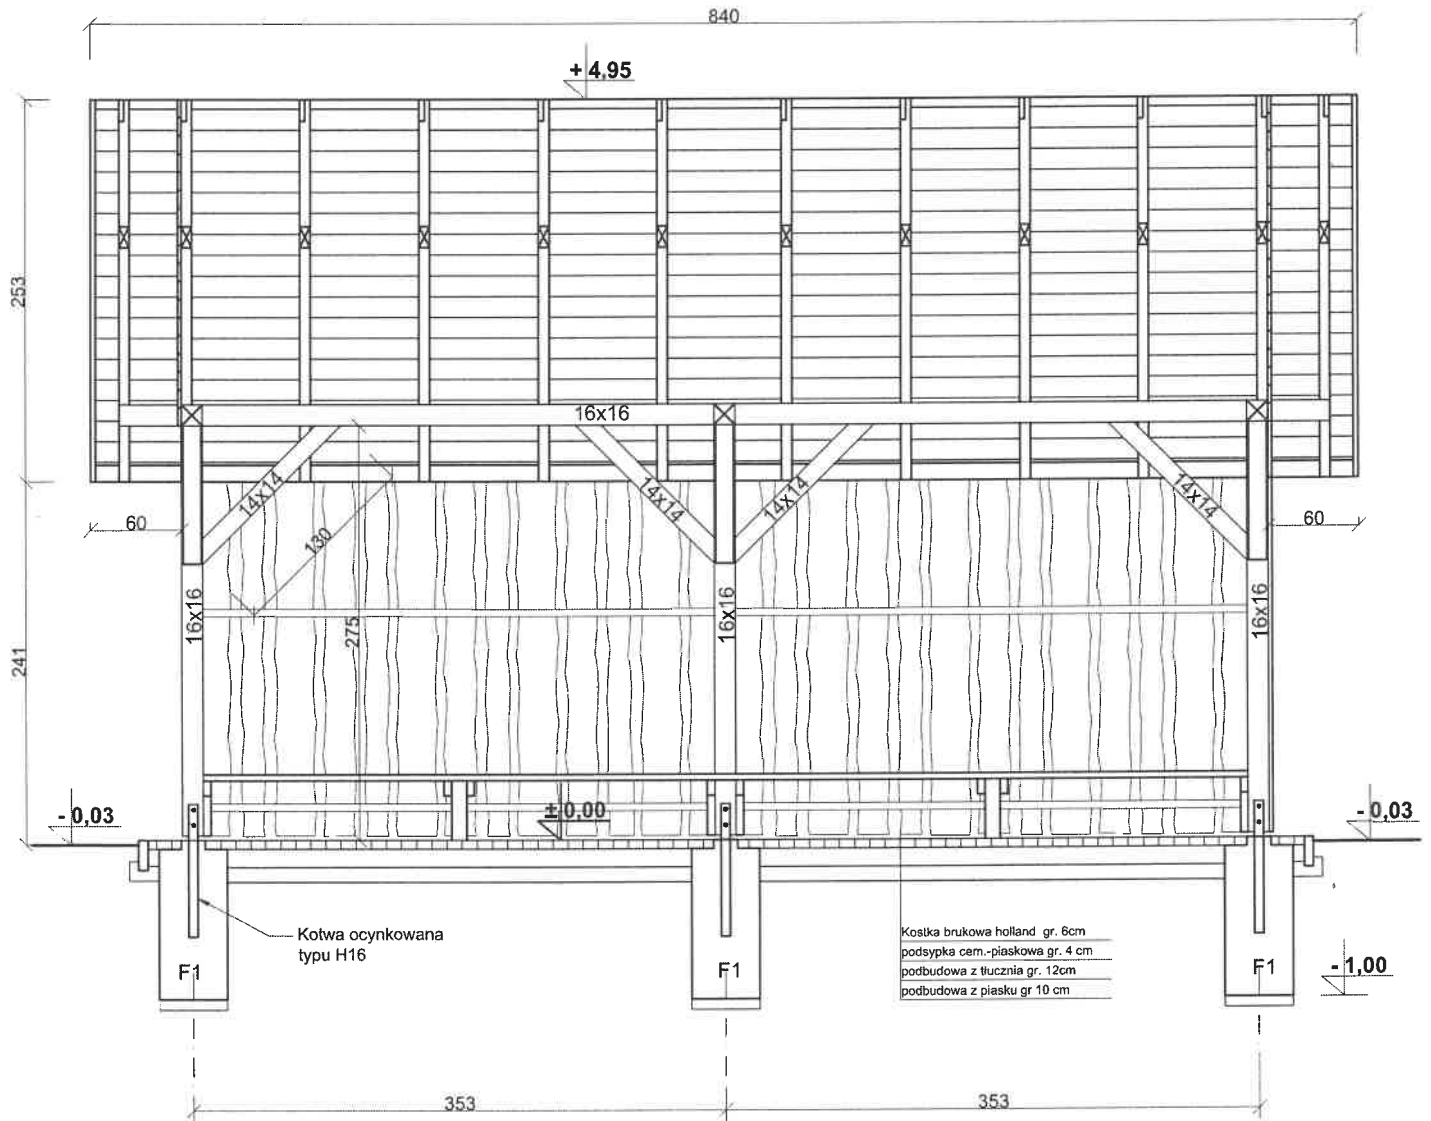 840
+ 4,95
253
16x16
14x14
14x14
14x14
14x14
60
60
130
16x16
16x16
16x16
275
241
- 0,03
± 0,00
- 0,03
Kotwa ocynkowana
typu H16
Kostka brukowa holland gr. 6cm
podsypka cem.-piaskowa gr. 4 cm
podbudowa z tłucznia gr. 12cm
podbudowa z piasku gr 10 cm
F1
F1
F1
- 1,00
353
353